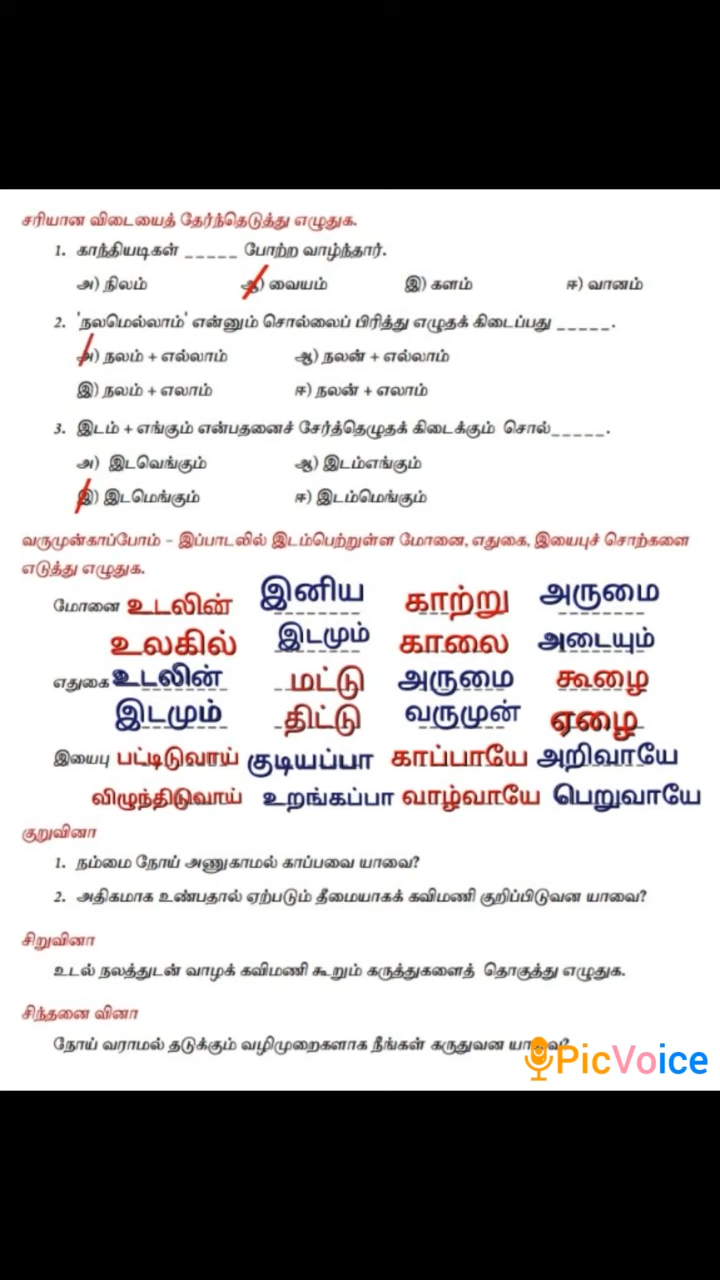 சரியான விடையைத் தேர்ந்தெடுத்து எழுதுக.
1. காந்தியடிகள் _____ போற்ற வாழ்ந்தார்.
அ) நிலம் ஆ) வையம் இ) களம் ஈ) வானம்
2. 'நலமெல்லாம்' என்னும் சொல்லைப் பிரித்து எழுதக் கிடைப்பது _____.
அ) நலம் + எல்லாம் ஆ) நலன் + எல்லாம்
இ) நலம் + எலாம் ஈ) நலன் + எலாம்
3. இடம் + எங்கும் என்பதனைச் சேர்த்தெழுதக் கிடைக்கும் சொல்_____.
அ) இடவெங்கும் ஆ) இடம்எங்கும்
இ) இடமெங்கும் ஈ) இடம்மெங்கும்
வருமுன்காப்போம் – இப்பாடலில் இடம்பெற்றுள்ள மோனை, எதுகை, இயைபுச் சொற்களை
எடுத்து எழுதுக.
மோனை உடலின் இனிய காற்று அருமை
உலகில் இடமும் காலை அடையும்
எதுகை உடலின் மட்டு அருமை கூழை
இடமும் திட்டு வருமுன் ஏழை
இயைபு பட்டிடுவாய் குடியப்பா காப்பாயே அறிவாயே
விழுந்திடுவாய் உறங்கப்பா வாழ்வாயே பெறுவாயே
குறுவினா
1. நம்மை நோய் அணுகாமல் காப்பவை யாவை?
2. அதிகமாக உண்பதால் ஏற்படும் தீமையாகக் கவிமணி குறிப்பிடுவன யாவை?
சிறுவினா
உடல் நலத்துடன் வாழக் கவிமணி கூறும் கருத்துகளைத் தொகுத்து எழுதுக.
சிந்தனை வினா
நோய் வராமல் தடுக்கும் வழிமுறைகளாக நீங்கள் கருதுவன
PicVoice